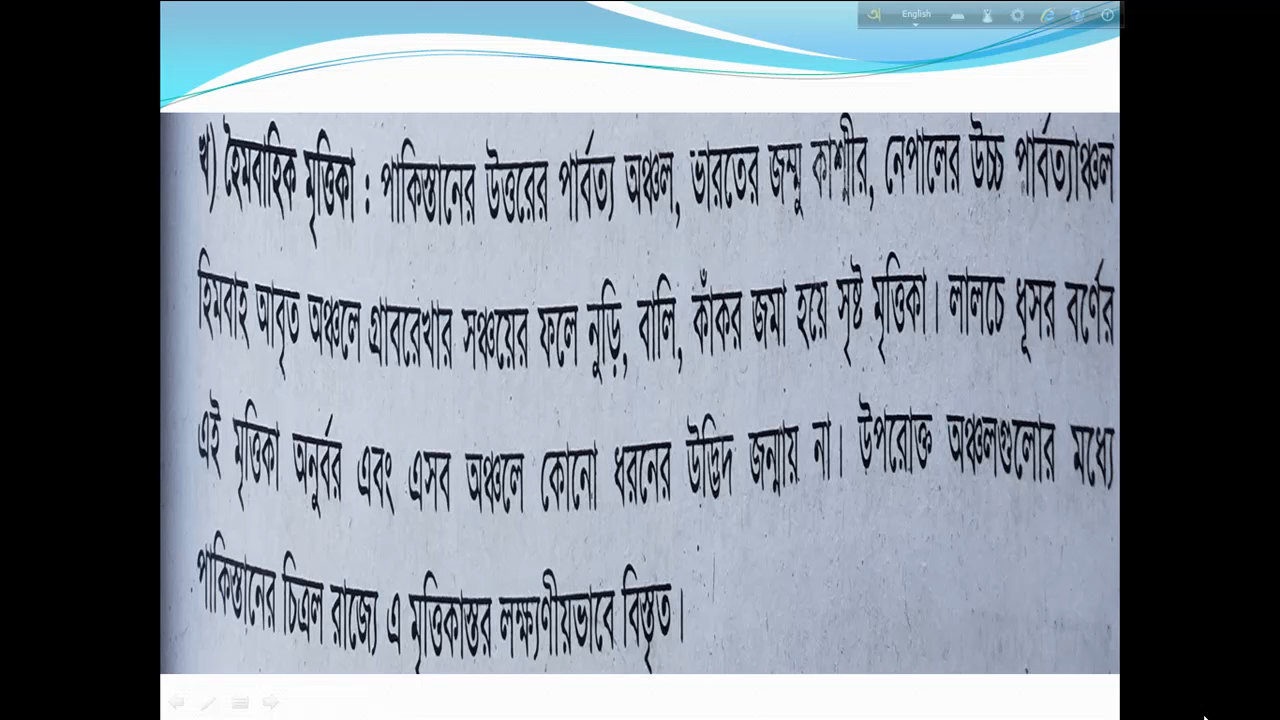 English
খ) হৈমবাহিক মৃত্তিকা : পাকিস্তানের উত্তরের পার্বত্য অঞ্চল, ভারতের জম্মু কাশ্মীর, নেপালের উচ্চ পার্বত্যাঞ্চল
হিমবাহ আবৃত অঞ্চলে গ্রাবরেখার সঞ্চয়ের ফলে নুড়ি, বালি, কাঁকর জমা হয়ে সৃষ্ট মৃত্তিকা। লালচে ধূসর বর্ণের
এই মৃত্তিকা অনুর্বর এবং এসব অঞ্চলে কোনো ধরনের উদ্ভিদ জন্মায় না। উপরোক্ত অঞ্চলগুলোর মধ্যে
পাকিস্তানের চিত্রল রাজ্যে এ মৃত্তিকাস্তর লক্ষ্যণীয়ভাবে বিস্তৃত।